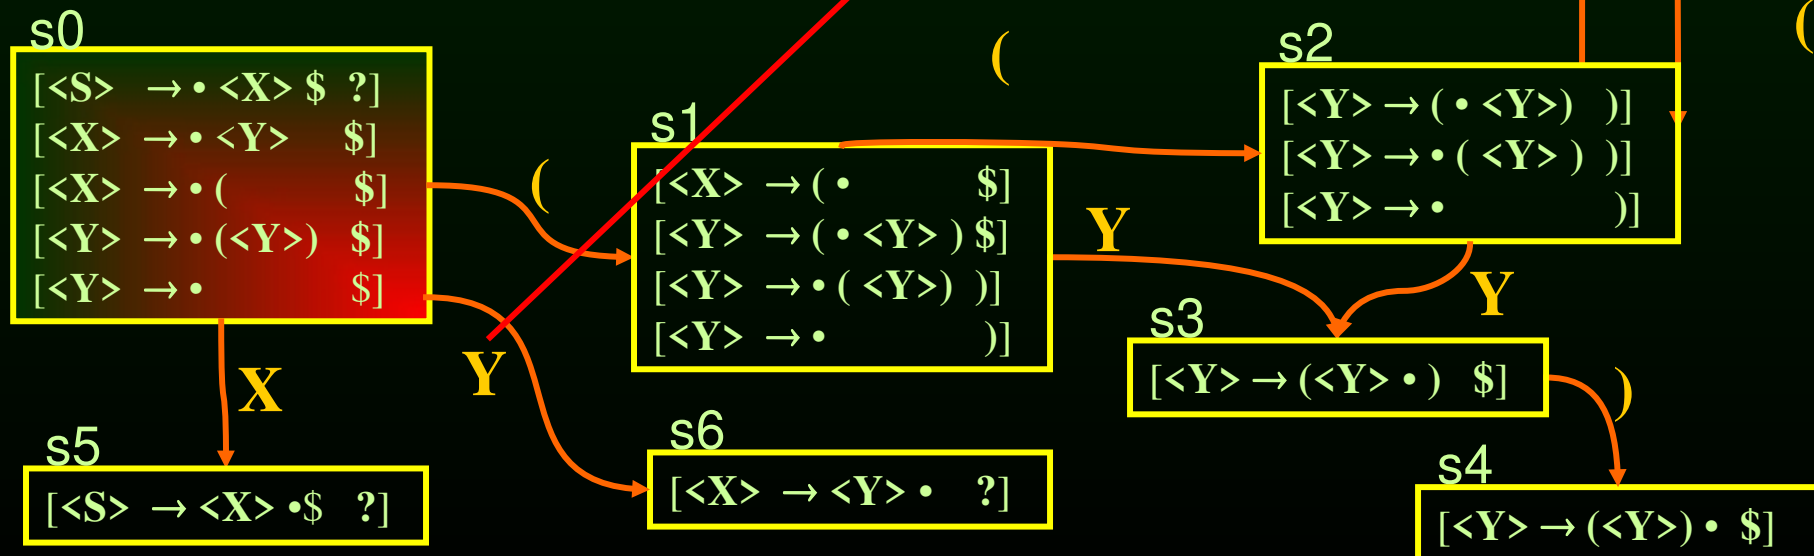 s0
[<S> → • <X> $ ?]
[<X> → • <Y> $]
[<X> → • ( $]
[<Y> → • (<Y>) $]
[<Y> → • $]
(
s1
[<X> → ( • $]
[<Y> → ( • <Y> ) $]
[<Y> → • ( <Y>) )]
[<Y> → • )]
(
s2
[<Y> → ( • <Y>) )]
[<Y> → • ( <Y> ) )]
[<Y> → • )]
(
Y
Y
s3
[<Y> → (<Y> • ) $]
)
X
Y
s5
[<S> → <X> •$ ?]
s6
[<X> → <Y> • ?]
s4
[<Y> → (<Y>) • $]